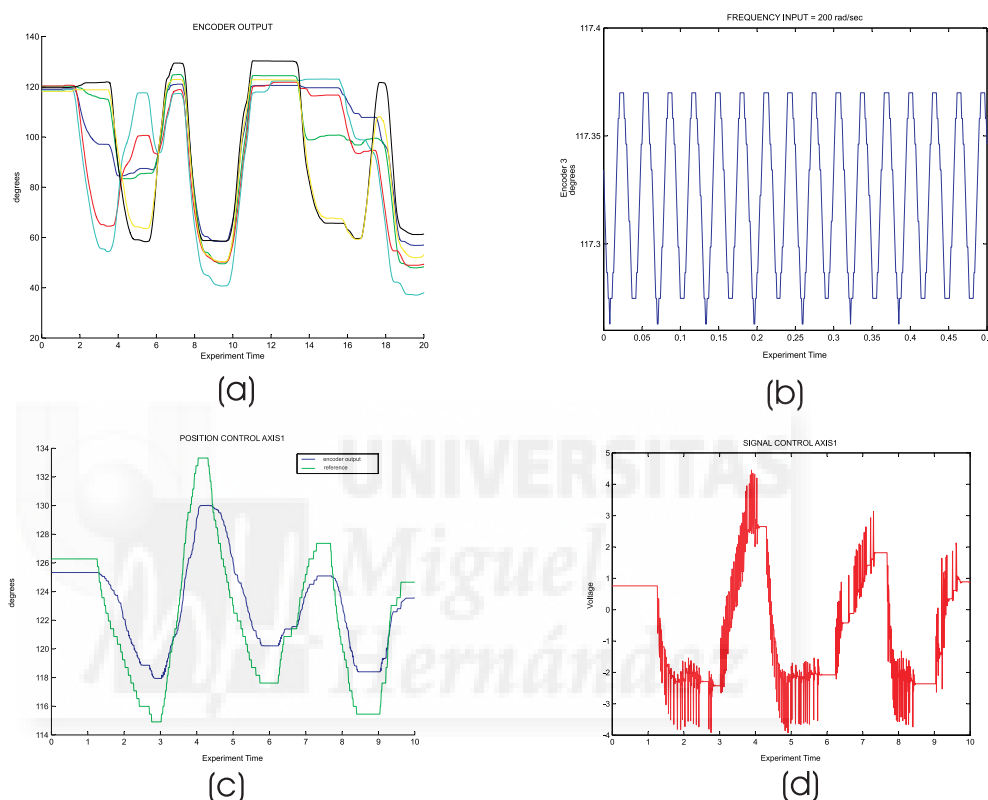 ENCODER OUTPUT
140
120
100
80
60
40
20
degrees
0 2 4 6 8 10 12 14 16 18 20
Experiment Time
(a)
FREQUENCY INPUT = 200 rad/sec
117.4
117.35
117.3
Encoder 3
degrees
0 0.05 0.1 0.15 0.2 0.25 0.3 0.35 0.4 0.45 0.5
Experiment Time
(b)
POSITION CONTROL AXIS1
encoder output
reference
134
132
130
128
126
124
122
120
118
116
114
degrees
0 1 2 3 4 5 6 7 8 9 10
Experiment Time
(c)
SIGNAL CONTROL AXIS1
5
4
3
2
1
0
-1
-2
-3
-4
Voltage
0 1 2 3 4 5 6 7 8 9 10
Experiment Time
(d)
UNIVERSITAS
Miguel
Hernández